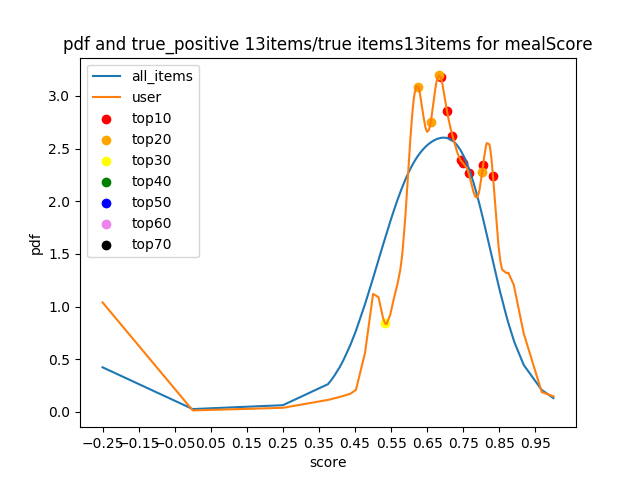 pdf and true_positive 13items/true items13items for mealScore
all_items
user
top10
top20
top30
top40
top50
top60
top70
3.0
2.5
2.0
1.5
1.0
0.5
0.0
pdf
−0.25 −0.15 −0.05 0.05 0.15 0.25 0.35 0.45 0.55 0.65 0.75 0.85 0.95
score